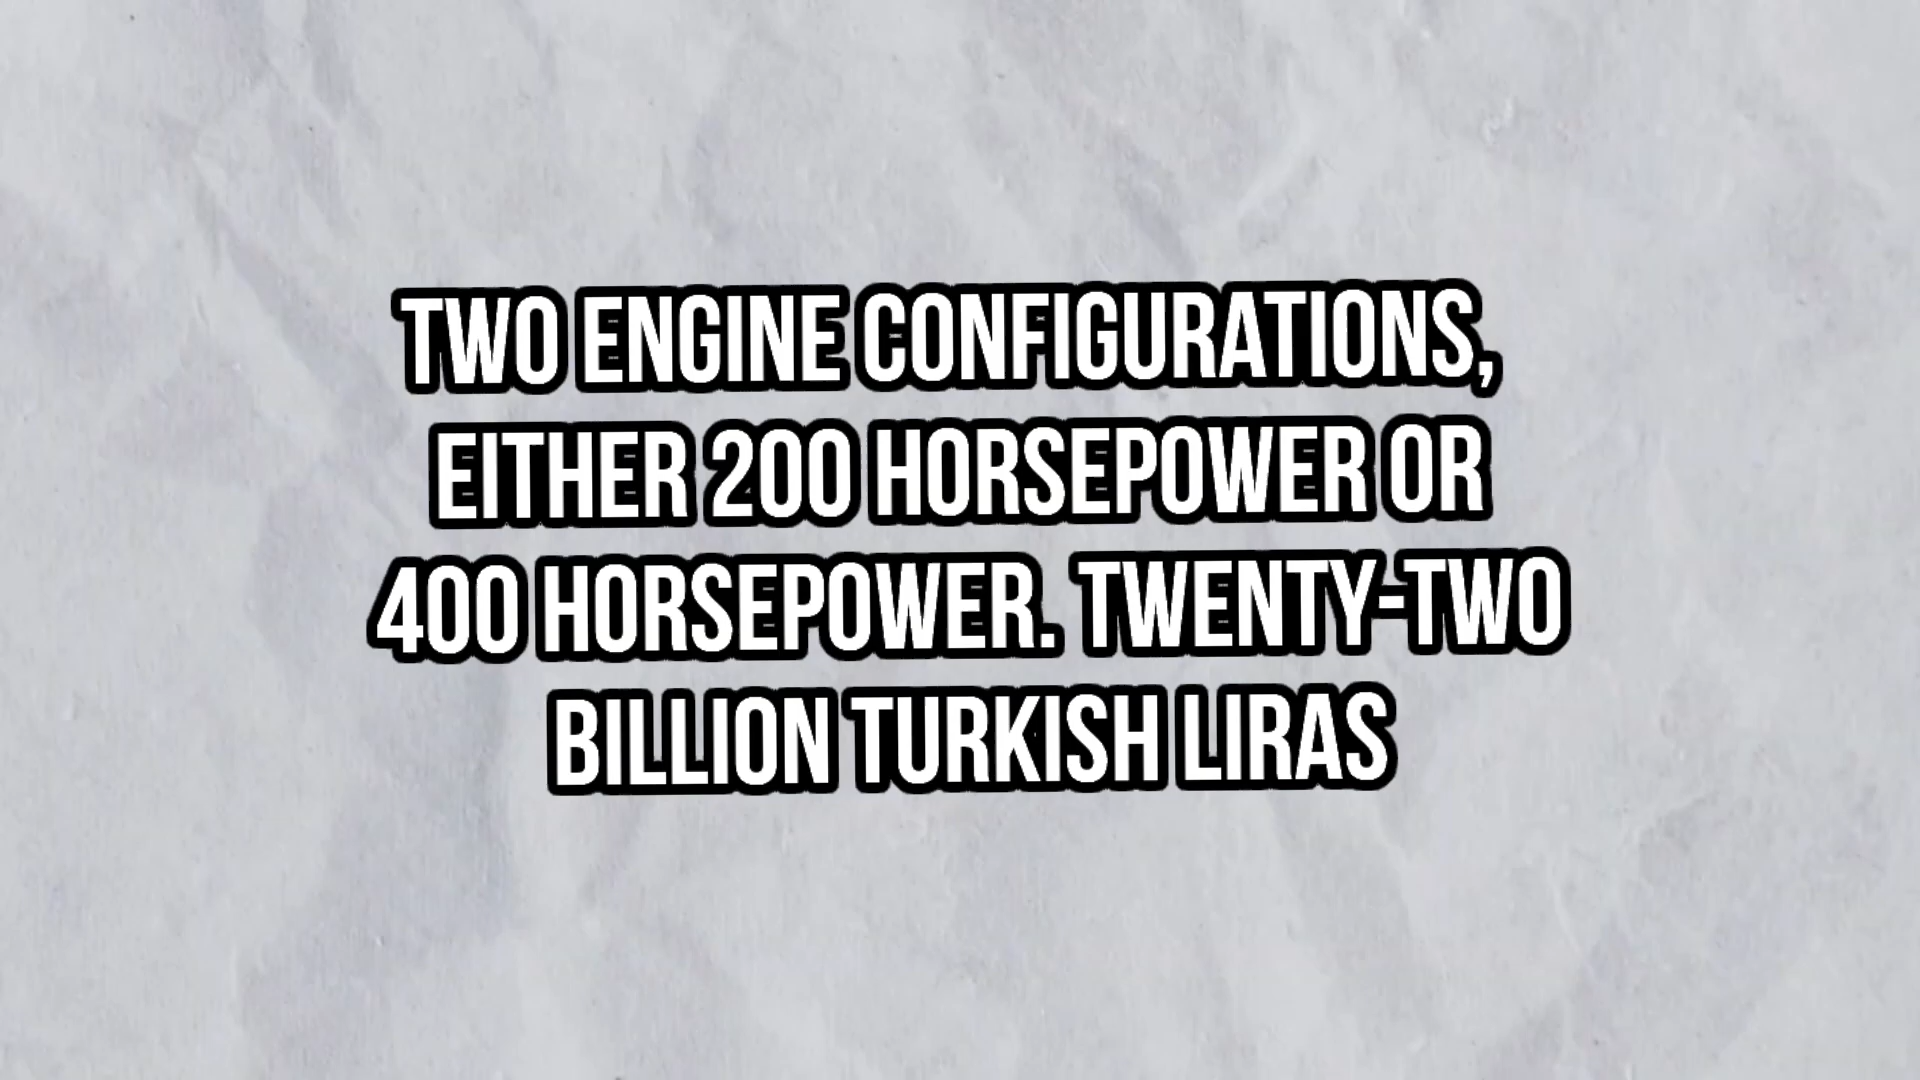 TWO ENGINE CONFIGURATIONS,
EITHER 200 HORSEPOWER OR
400 HORSEPOWER. TWENTY-TWO
BILLION TURKISH LIRAS